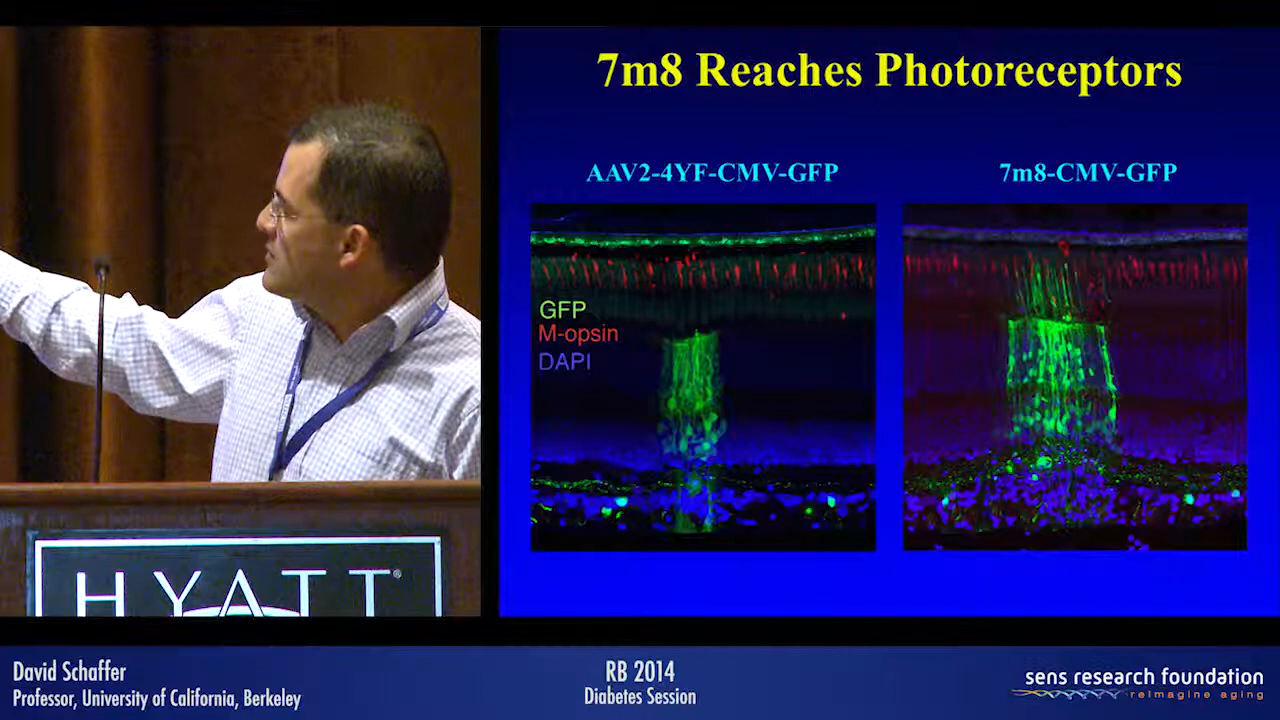 7m8 Reaches Photoreceptors
AAV2-4YF-CMV-GFP
7m8-CMV-GFP
GFP
M-opsin
DAPI
HYATT®
David Schaffer
Professor, University of California, Berkeley
RB 2014
Diabetes Session
sens research foundation
reimagine aging